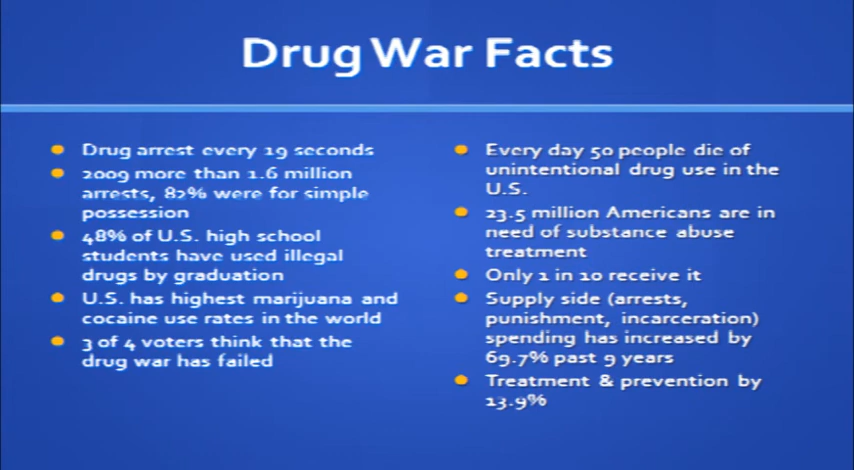 Drug War Facts
Drug arrest every 19 seconds
2009 more than 1.6 million
arrests, 82% were for simple
possession
48% of U.S. high school
students have used illegal
drugs by graduation
U.S. has highest marijuana and
cocaine use rates in the world
3 of 4 voters think that the
drug war has failed
Every day 50 people die of
unintentional drug use in the
U.S.
23.5 million Americans are in
need of substance abuse
treatment
Only 1 in 10 receive it
Supply side (arrests,
punishment, incarceration)
spending has increased by
69.7% past 9 years
Treatment & prevention by
13.9%